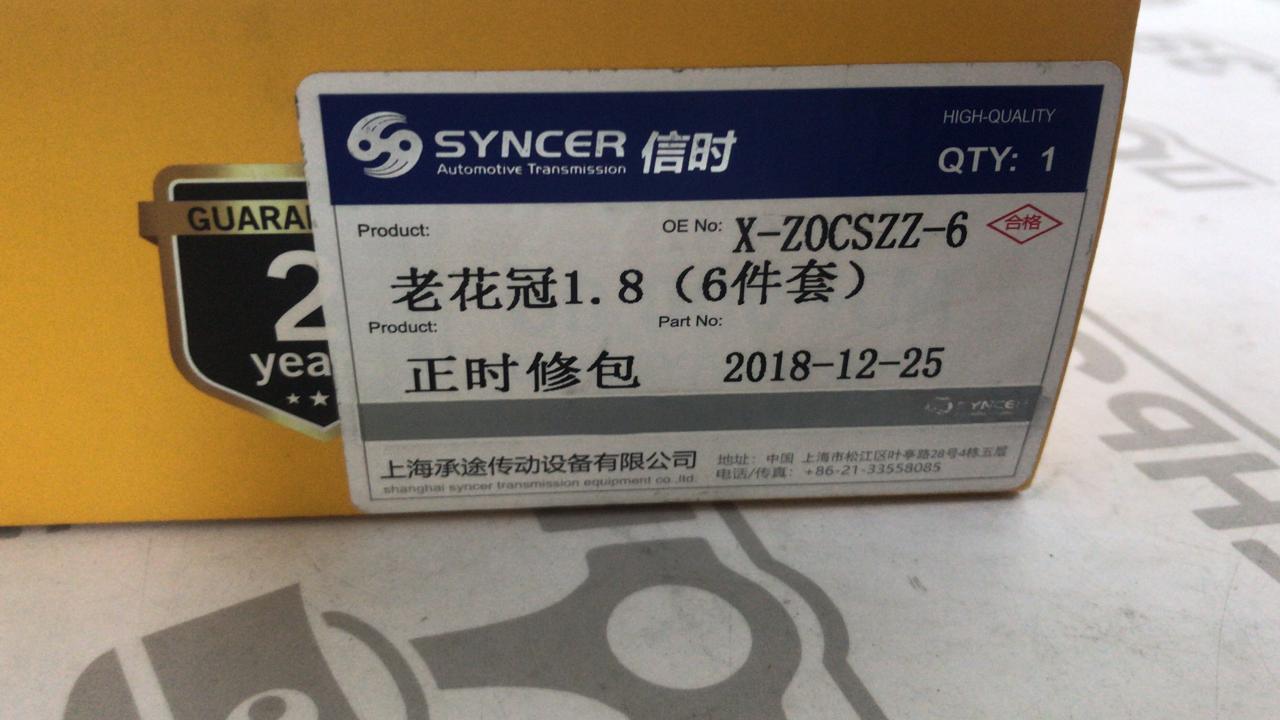 SYNCER 信时
Automotive Transmission
HIGH-QUALITY
QTY: 1
Product:
OE No: X-Z0CSZZ-6
合格
老花冠1.8（6件套）
Product:
Part No:
正时修包
2018-12-25
SYNCER
上海承途传动设备有限公司
shanghai syncer transmission equipment co.,ltd.
地址：中国 上海市松江区叶亭路28号4栋五层
电话/传真：+86-21-33558085
GUARAN
2
yea